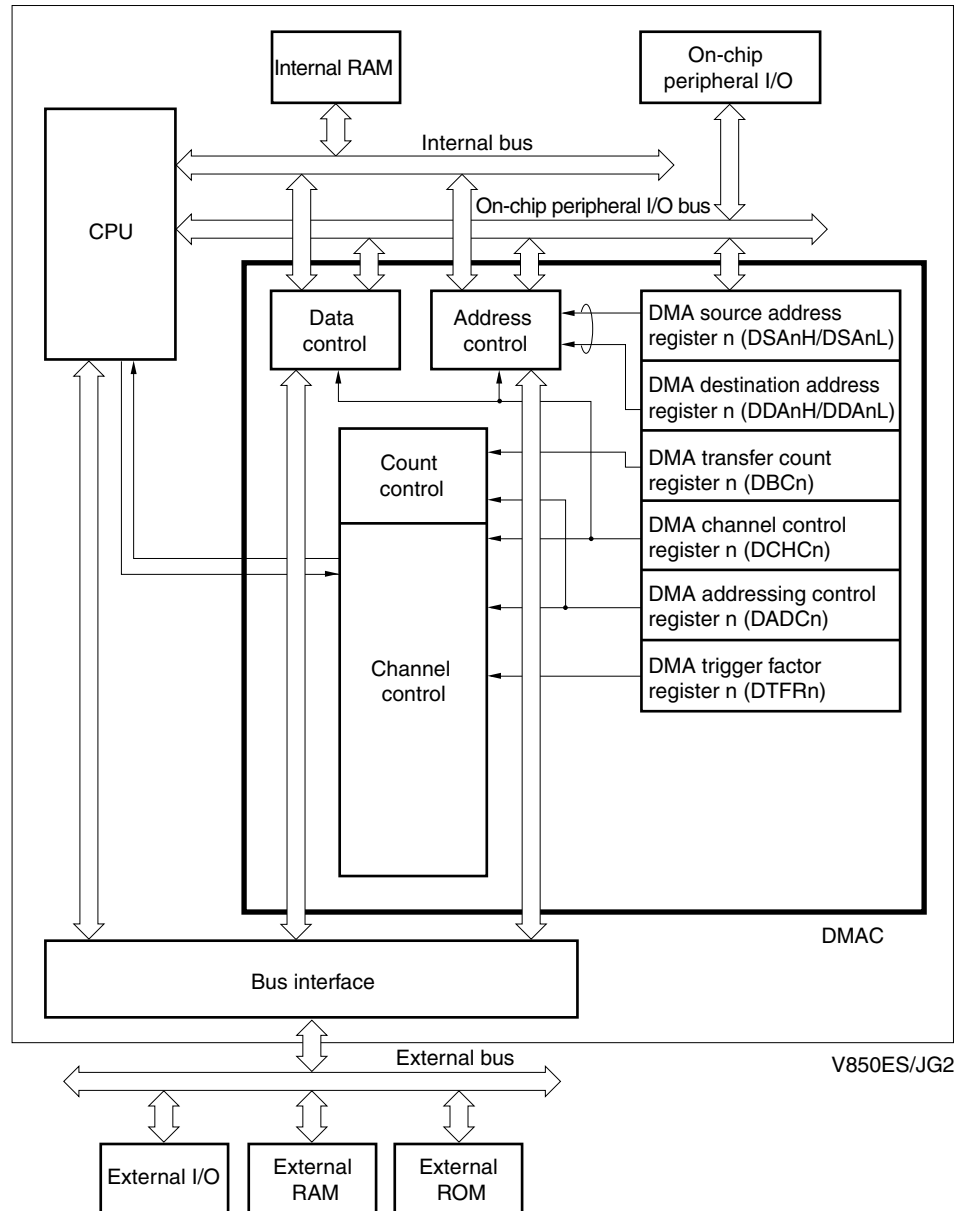 Internal RAM
On-chip
peripheral I/O
Internal bus
On-chip peripheral I/O bus
CPU
Data
control
Address
control
DMA source address
register n (DSAnH/DSAnL)
DMA destination address
register n (DDAnH/DDAnL)
Count
control
DMA transfer count
register n (DBCn)
DMA channel control
register n (DCHCn)
DMA addressing control
register n (DADCn)
Channel
control
DMA trigger factor
register n (DTFRn)
DMAC
Bus interface
External bus
V850ES/JG2
External I/O
External
RAM
External
ROM